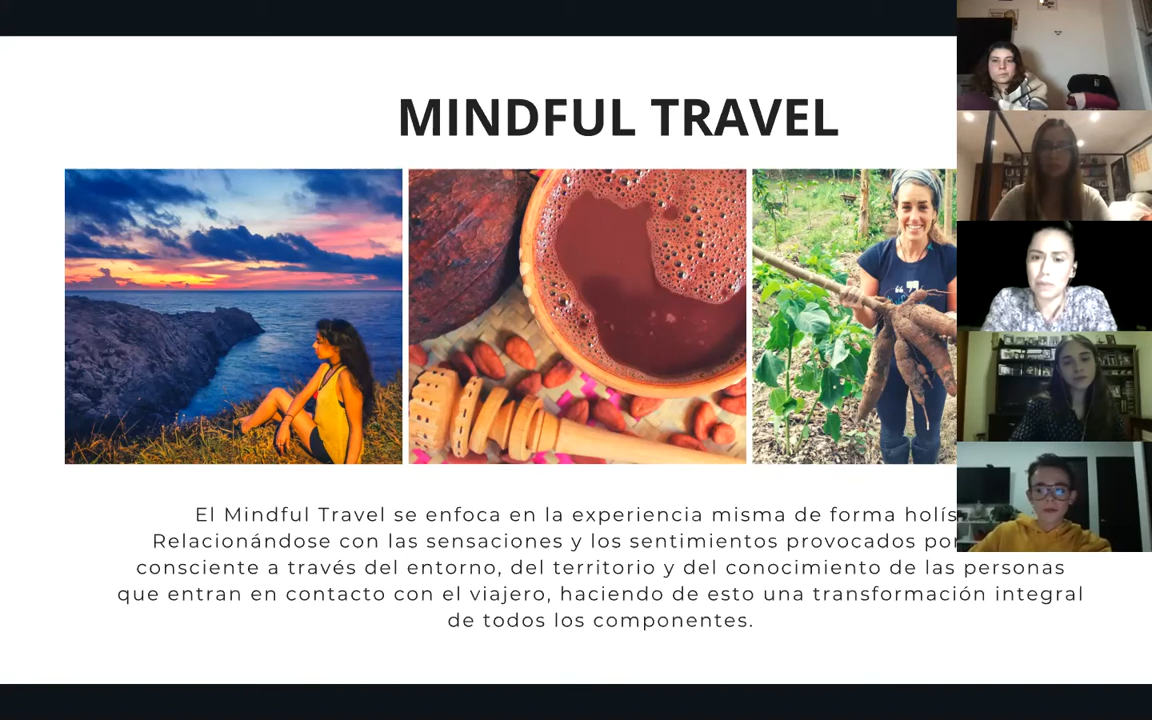 MINDFUL TRAVEL
El Mindful Travel se enfoca en la experiencia misma de forma
Relacionándose con las sensaciones y los sentimientos provocados
consciente a través del entorno, del territorio y del conocimiento de las personas
que entran en contacto con el viajero, haciendo de esto una transformación integral
de todos los componentes.